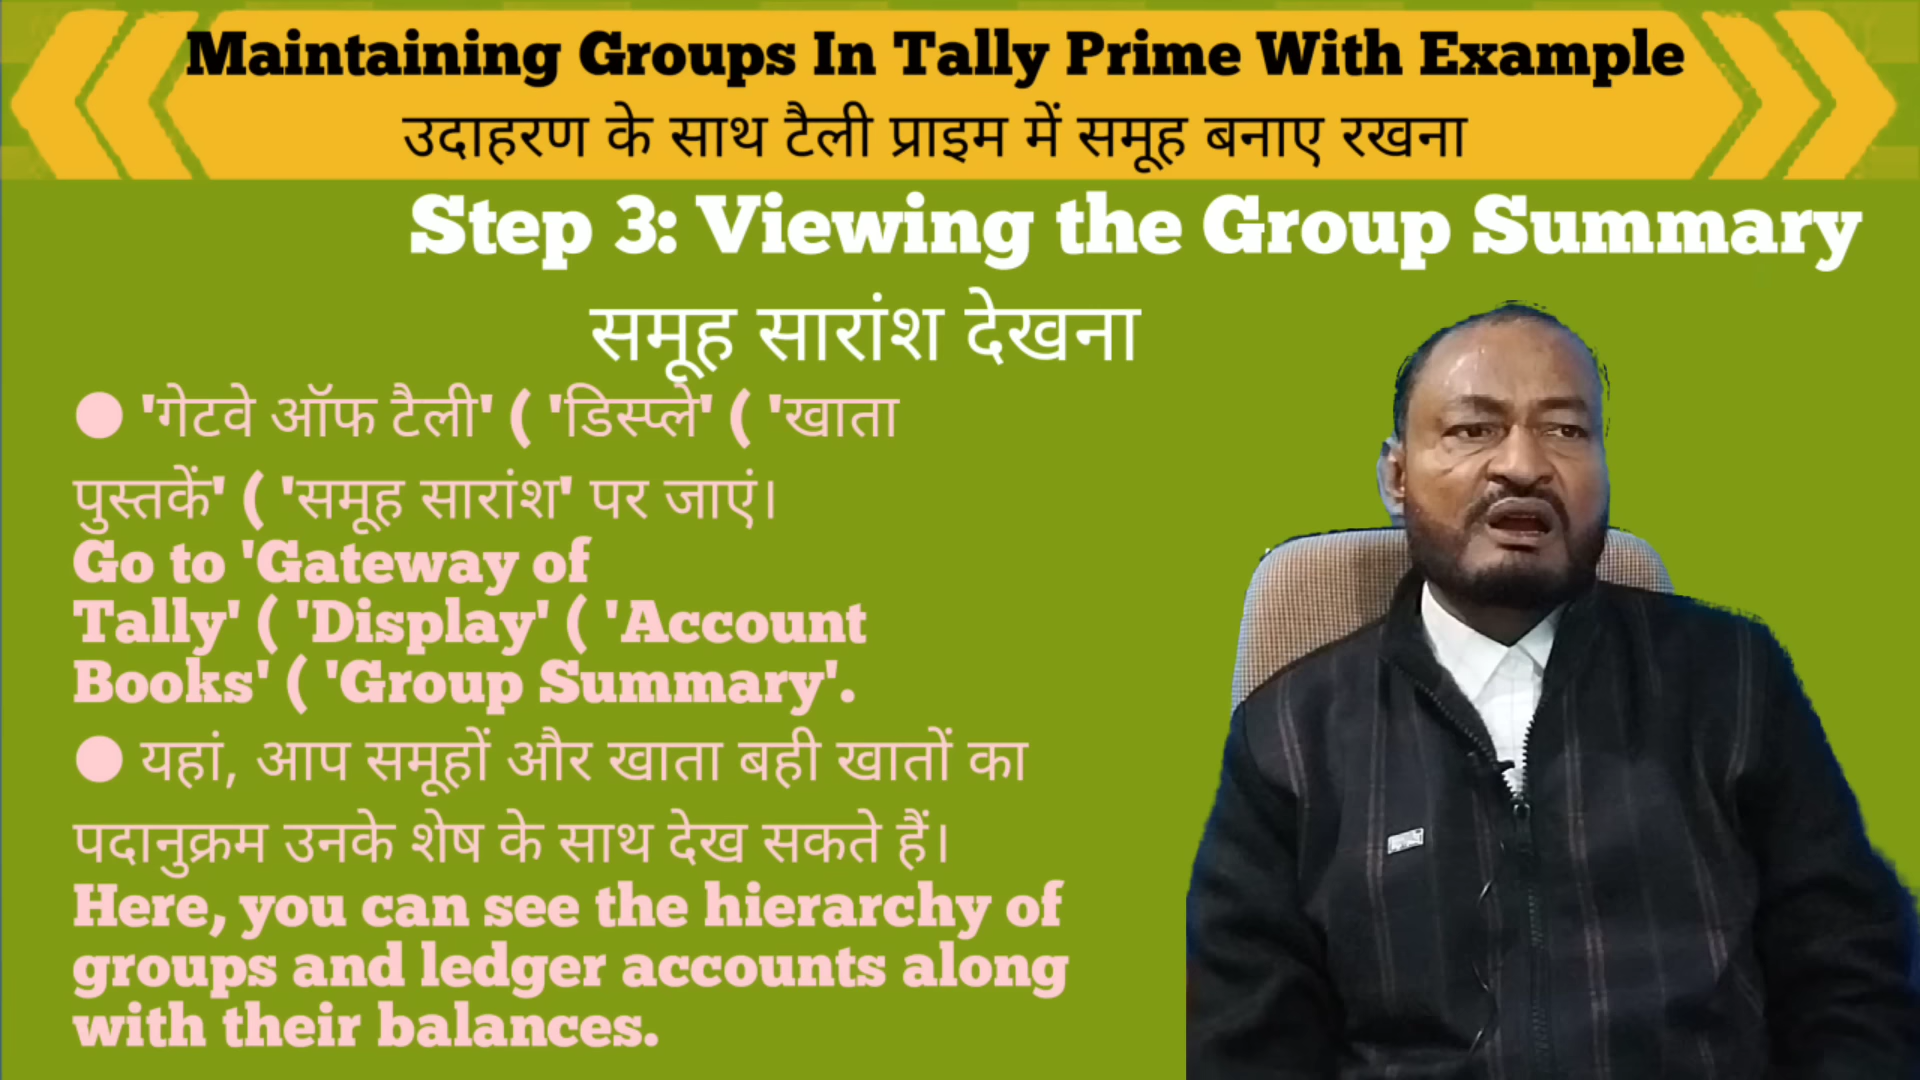 Maintaining Groups In Tally Prime With Example
उदाहरण के साथ टैली प्राइम में समूह बनाए रखना
Step 3: Viewing the Group Summary
समूह सारांश देखना
● 'गेटवे ऑफ टैली' ( 'डिस्प्ले' ( 'खाता
पुस्तकें' ( 'समूह सारांश' पर जाएं।
Go to 'Gateway of
Tally' ( 'Display' ( 'Account
Books' ( 'Group Summary'.
● यहां, आप समूहों और खाता बही खातों का
पदानुक्रम उनके शेष के साथ देख सकते हैं।
Here, you can see the hierarchy of
groups and ledger accounts along
with their balances.